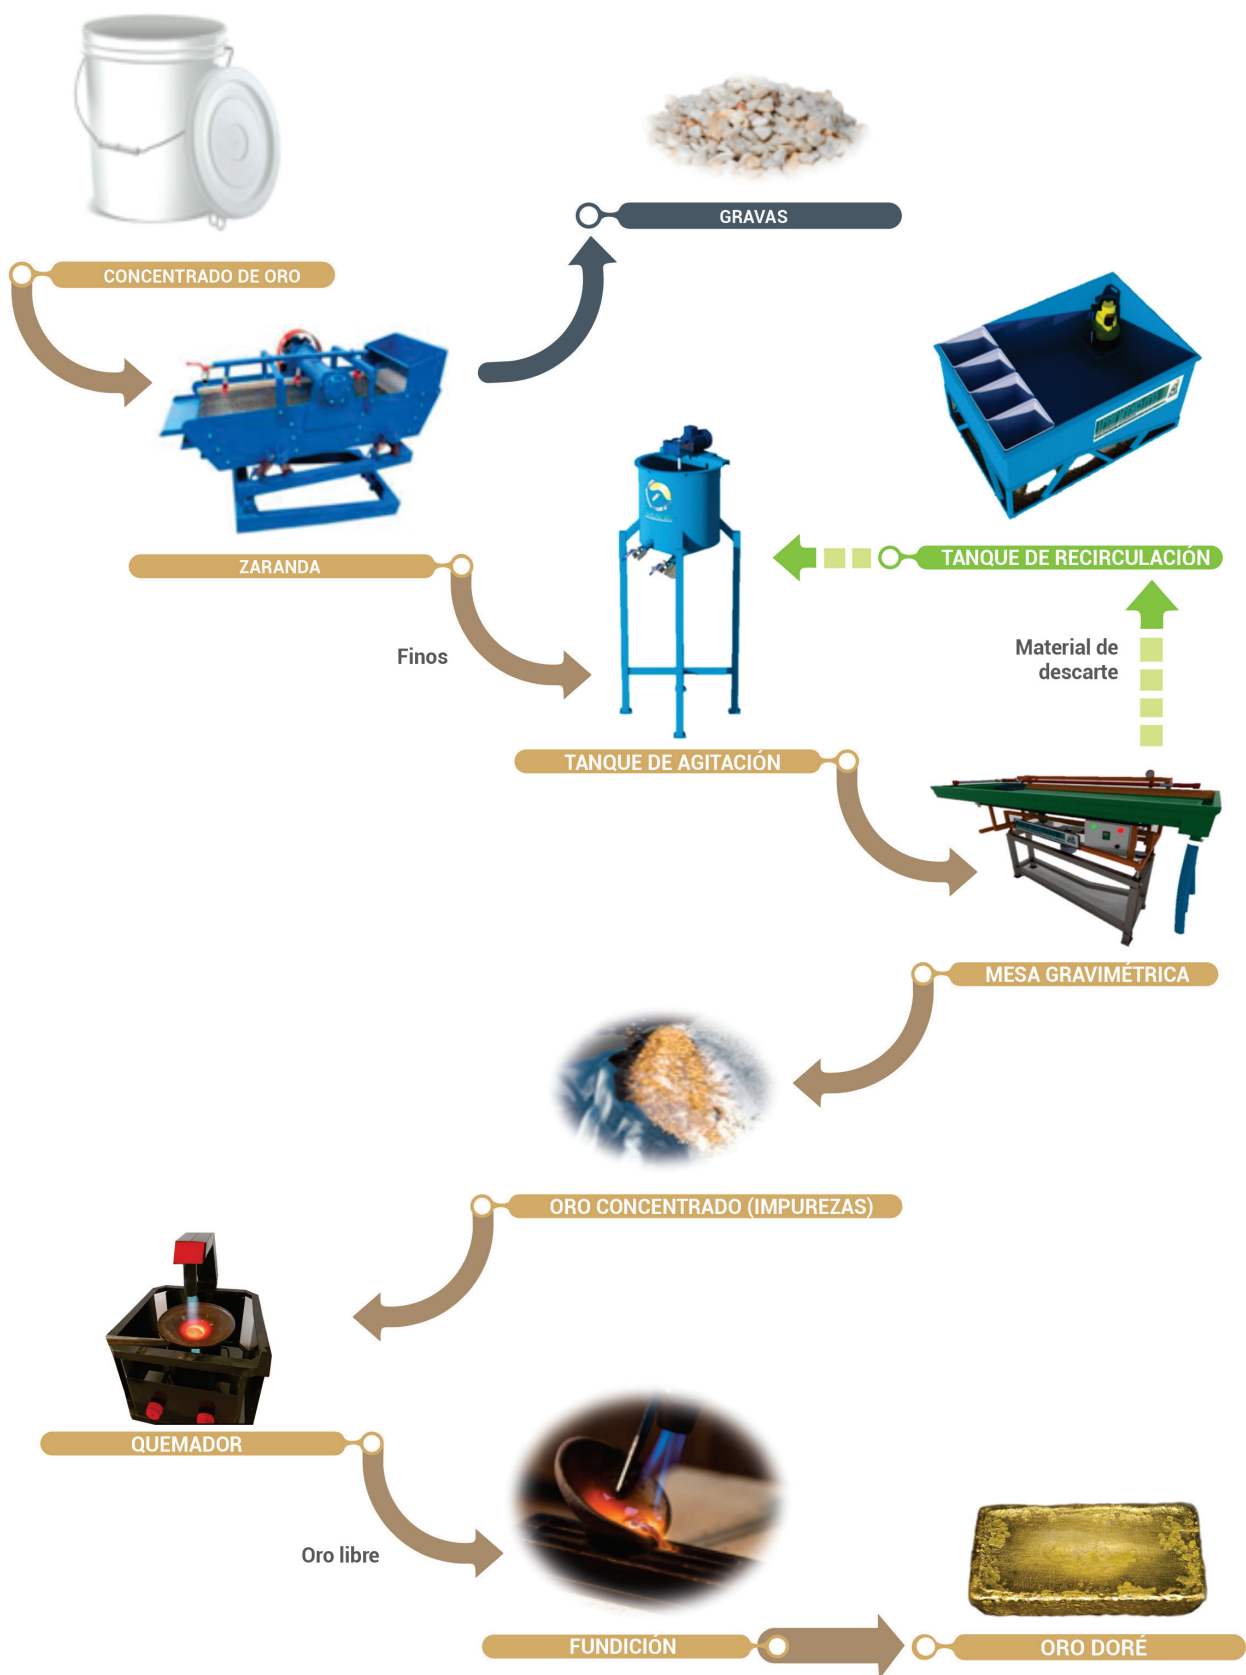 GRAVAS
CONCENTRADO DE ORO
ZARANDA
TANQUE DE RECIRCULACIÓN
Finos
Material de
descarte
TANQUE DE AGITACIÓN
MESA GRAVIMÉTRICA
ORO CONCENTRADO (IMPUREZAS)
QUEMADOR
Oro libre
FUNDICIÓN
ORO DORÉ